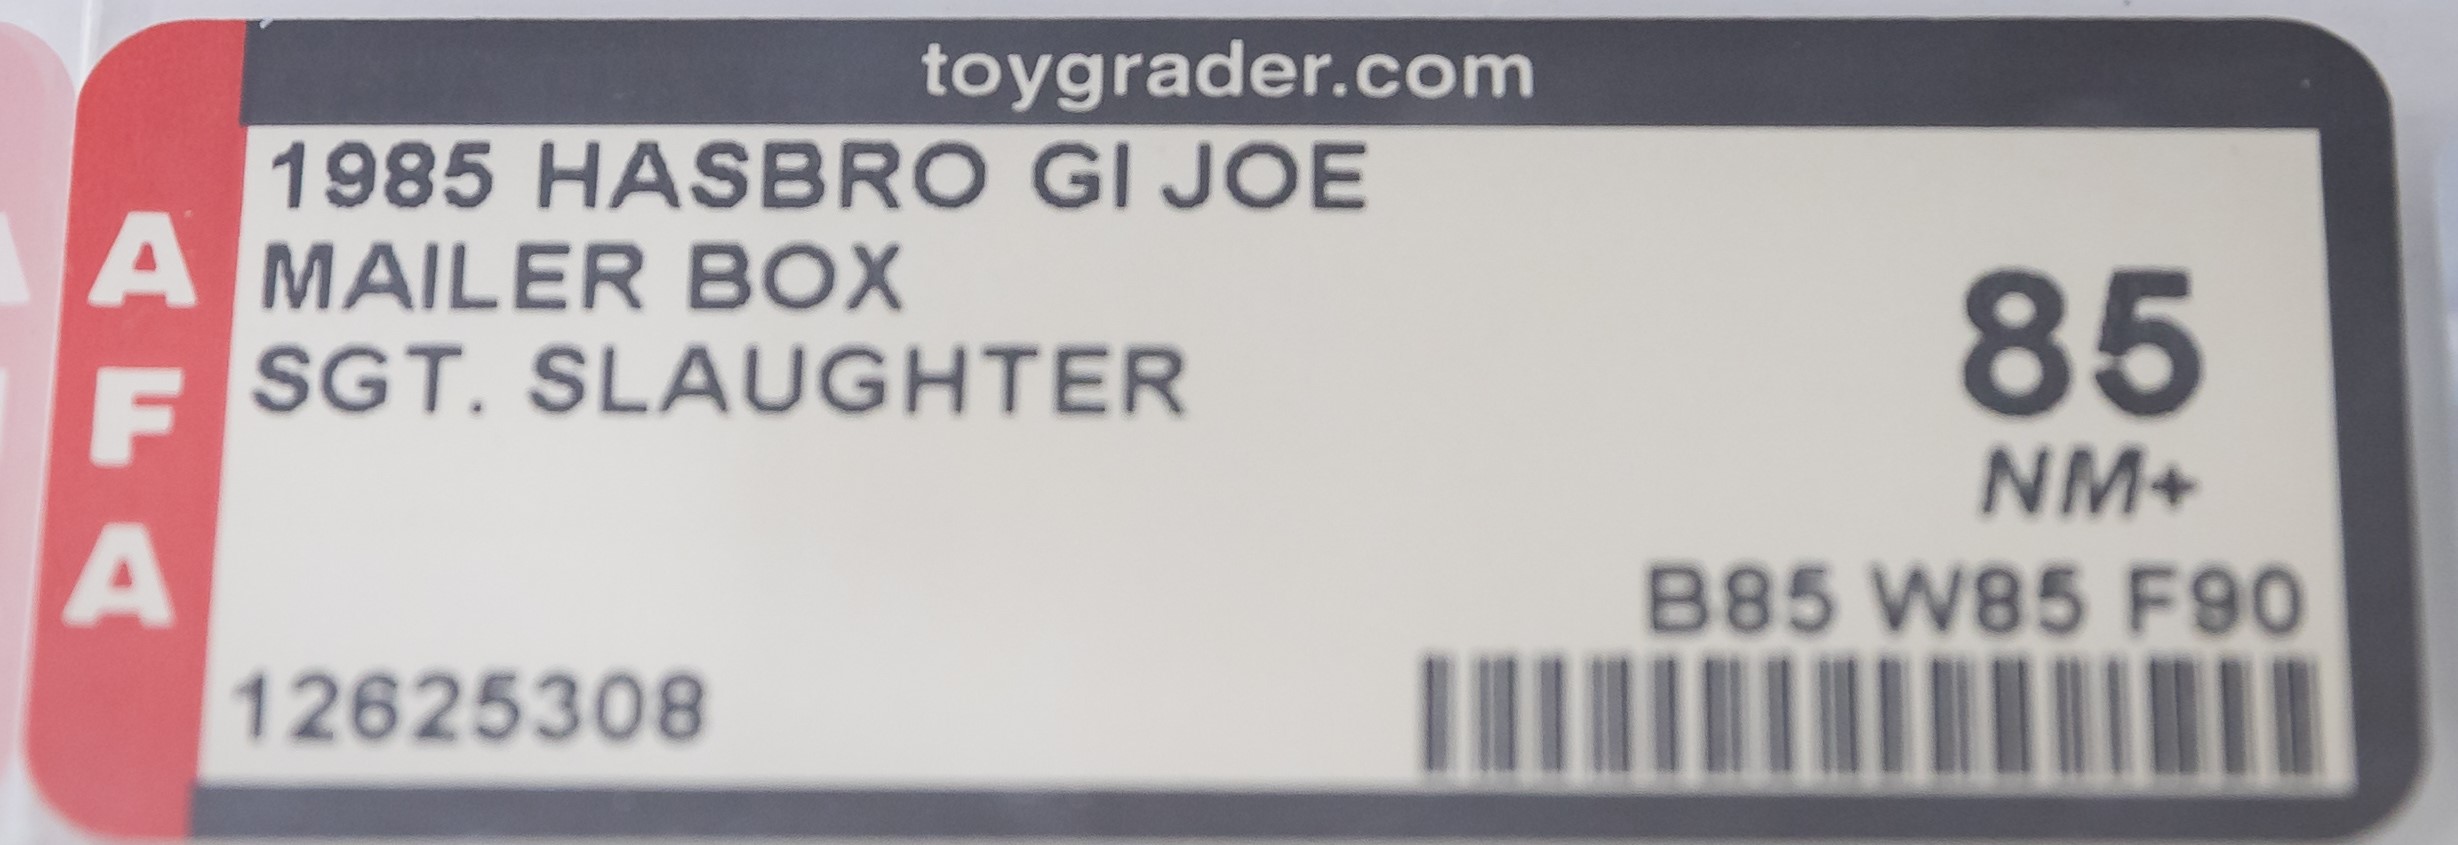 toygrader.com
AFA
1985 HASBRO GI JOE
MAILER BOX
SGT. SLAUGHTER
85
NM+
B85 W85 F90
12625308